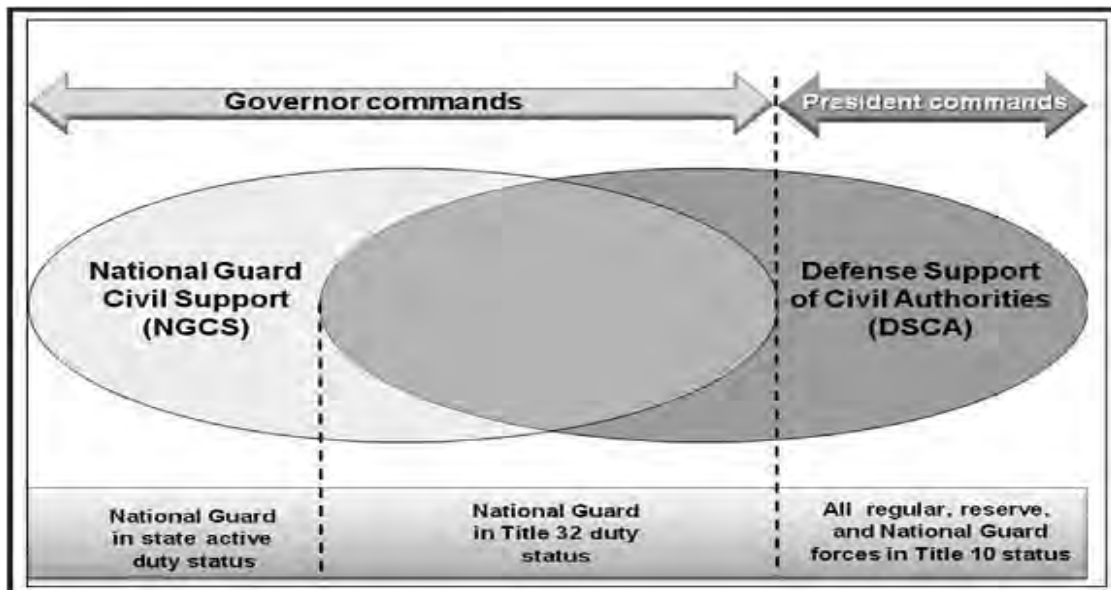 Governor commands
President commands
National Guard
Civil Support
(NGCS)
Defense Support
of Civil Authorities
(DSCA)
National Guard
in state active
duty status
National Guard
in Title 32 duty
status
All regular, reserve,
and National Guard
forces in Title 10 status